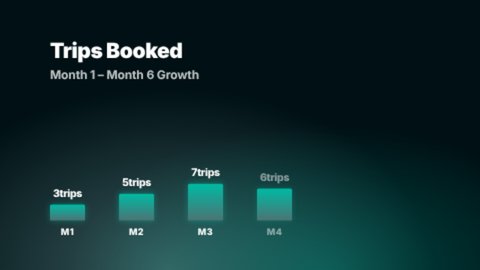 Trips Booked
Month 1 – Month 6 Growth
3trips
5trips
7trips
6trips
M1
M2
M3
M4